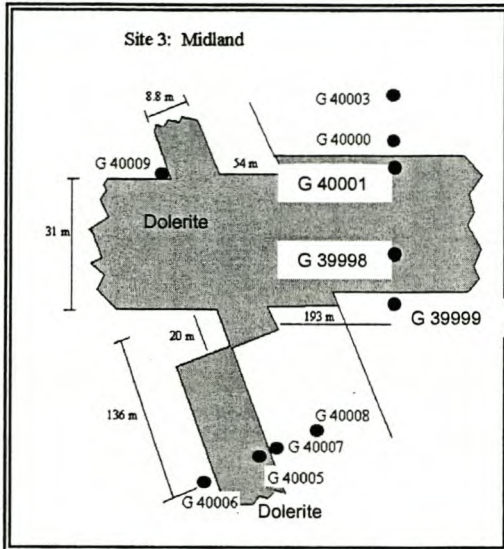 Site 3: Midland
8.8 m
G 40003
G 40000
G 40009
54 m
G 40001
31 m
Dolerite
G 39998
20 m
193 m
G 39999
136 m
G 40008
G 40007
G 40005
G 40006
Dolerite